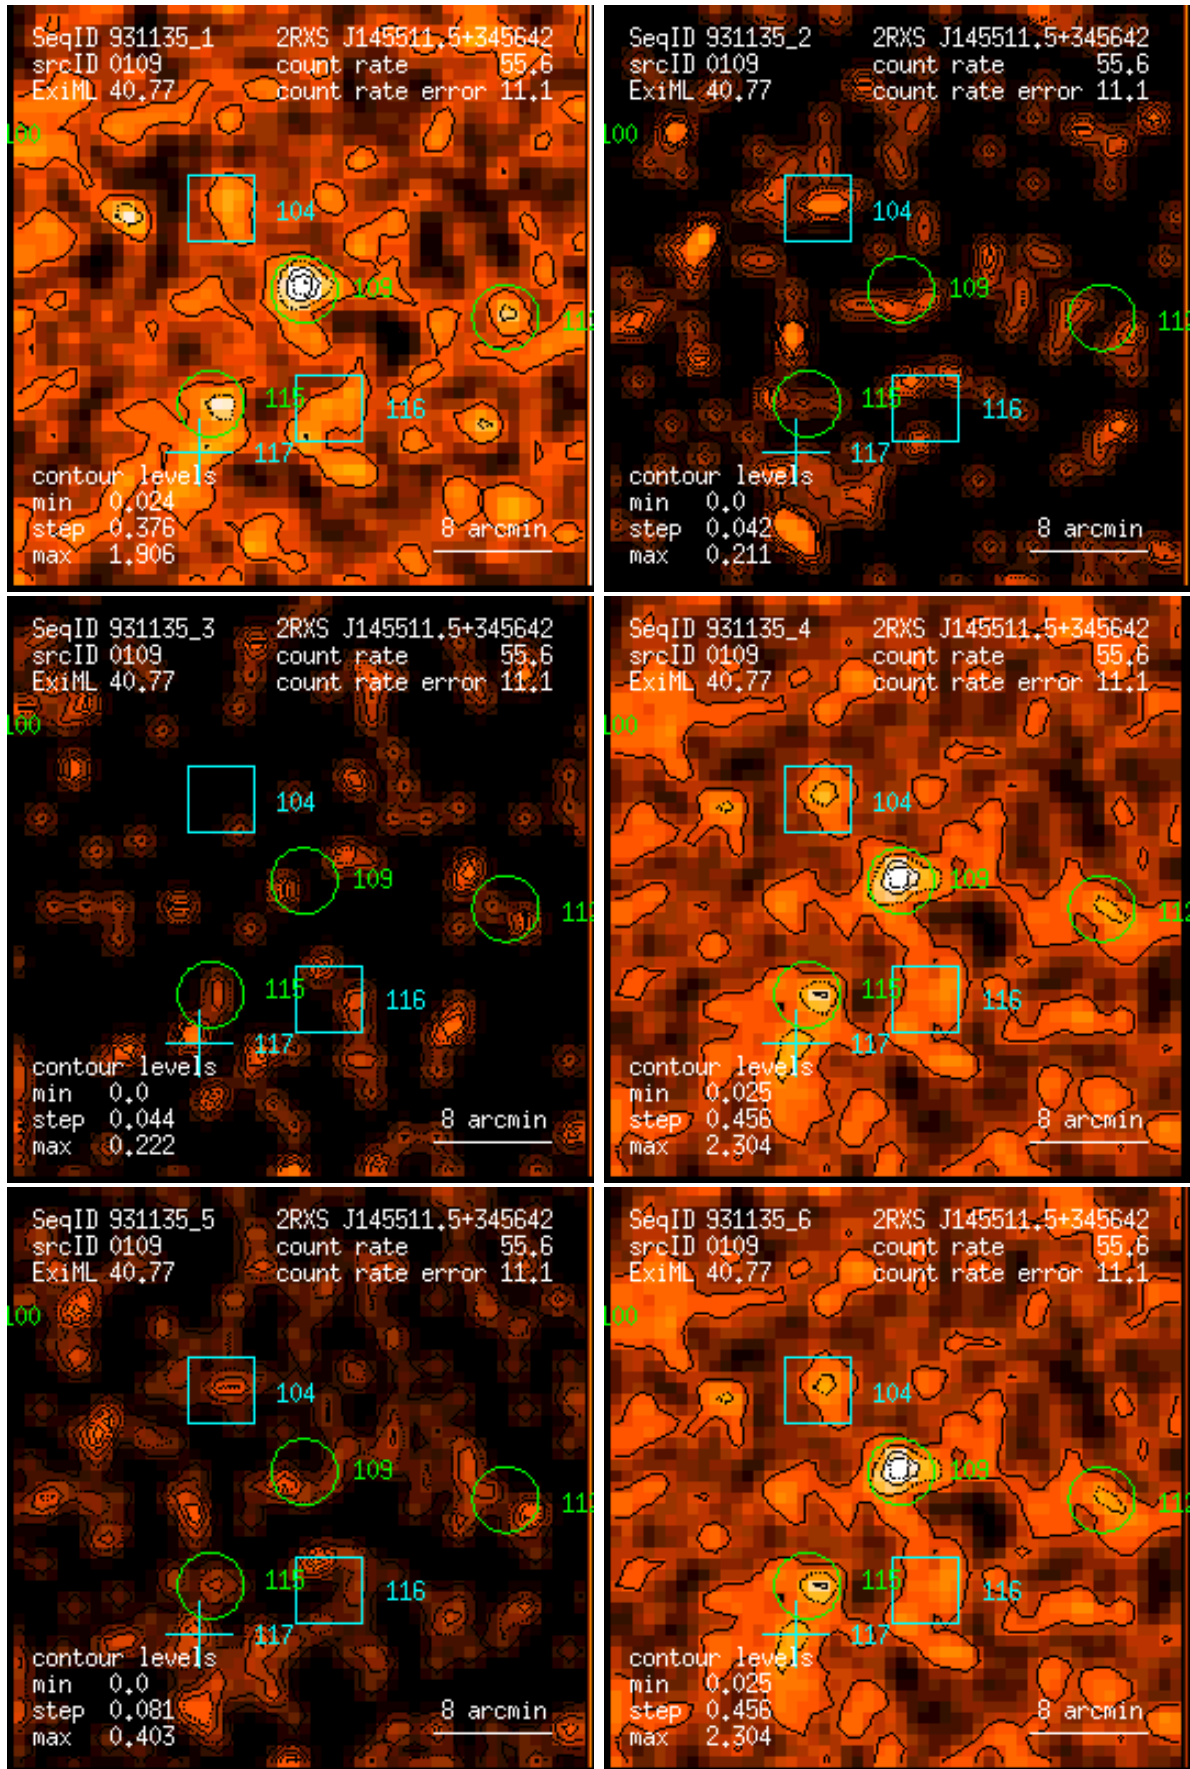 SeqID 931135_1 2RXS J145511.5+345642
srcID 0109 count rate 55.6
ExiML 40.77 count rate error 11.1
100
104
109
112
115
116
117
contour levels
min 0.024
step 0.376 8 arcmin
max 1.906
SeqID 931135_2 2RXS J145511.5+345642
srcID 0109 count rate 55.6
ExiML 40.77 count rate error 11.1
100
104
109
112
115
116
117
contour levels
min 0.0
step 0.042 8 arcmin
max 0.211
SeqID 931135_3 2RXS J145511.5+345642
srcID 0109 count rate 55.6
ExiML 40.77 count rate error 11.1
100
104
109
112
115
116
117
contour levels
min 0.0
step 0.044 8 arcmin
max 0.222
SeqID 931135_4 2RXS J145511.5+345642
srcID 0109 count rate 55.6
ExiML 40.77 count rate error 11.1
100
104
109
112
115
116
117
contour levels
min 0.025
step 0.456 8 arcmin
max 2.304
SeqID 931135_5 2RXS J145511.5+345642
srcID 0109 count rate 55.6
ExiML 40.77 count rate error 11.1
100
104
109
112
115
116
117
contour levels
min 0.0
step 0.081 8 arcmin
max 0.403
SeqID 931135_6 2RXS J145511.5+345642
srcID 0109 count rate 55.6
ExiML 40.77 count rate error 11.1
100
104
109
112
115
116
117
contour levels
min 0.025
step 0.456 8 arcmin
max 2.304